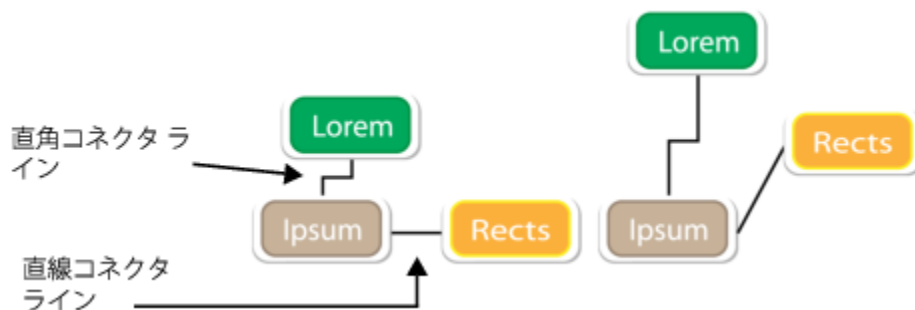 Lorem
Lorem
直角コネクタ ラ
イン
Rects
Ipsum
Rects
Ipsum
直線コネクタ
ライン